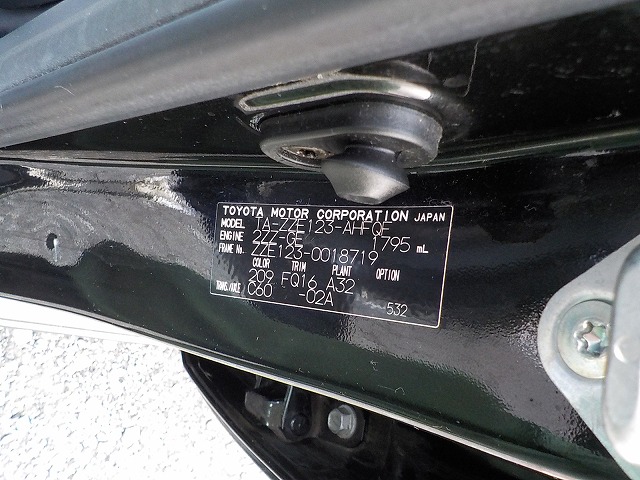 TOYOTA MOTOR CORPORATION JAPAN
MODEL TA-ZZE123-AHFQF
ENGINE 2ZZ-GE 1795 mL
FRAME No. ZZE123-0018719
COLOR TRIM PLANT OPTION
209 FQ16 A32
TRANS./AXLE C60 -02A
-532